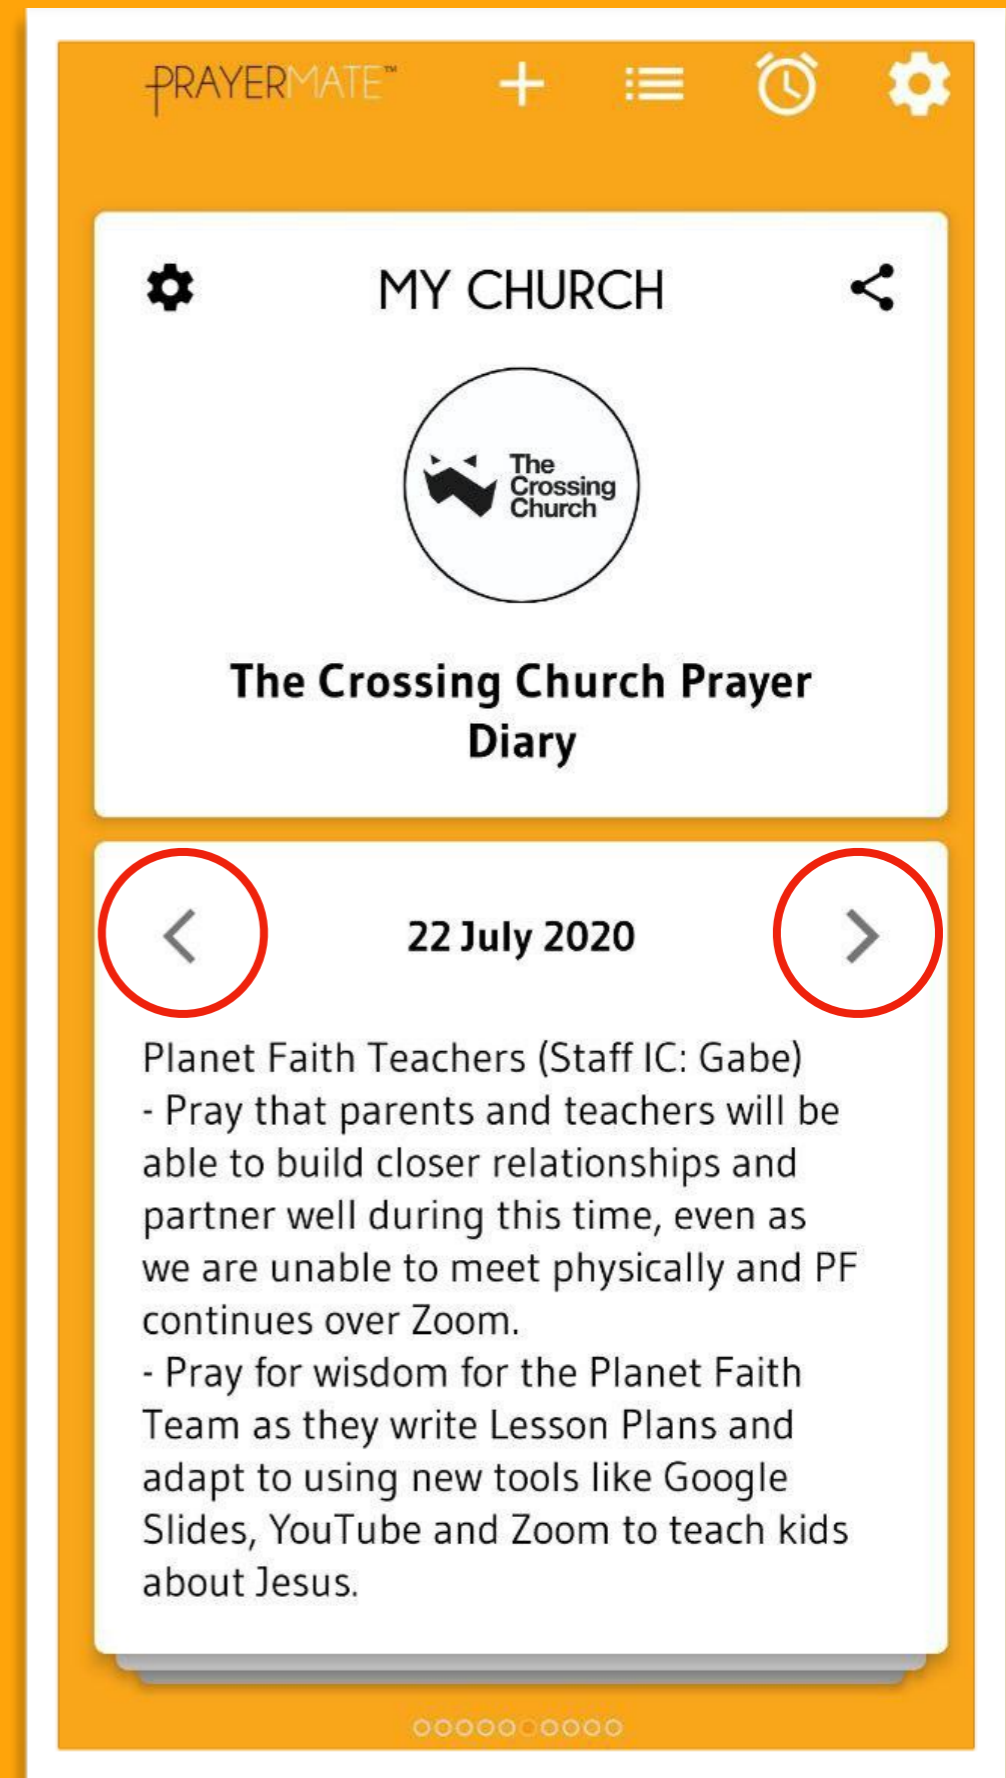 PRAYERMATE™
MY CHURCH
The
Crossing
Church
The Crossing Church Prayer
Diary
22 July 2020
Planet Faith Teachers (Staff IC: Gabe)
- Pray that parents and teachers will be
able to build closer relationships and
partner well during this time, even as
we are unable to meet physically and PF
continues over Zoom.
- Pray for wisdom for the Planet Faith
Team as they write Lesson Plans and
adapt to using new tools like Google
Slides, YouTube and Zoom to teach kids
about Jesus.